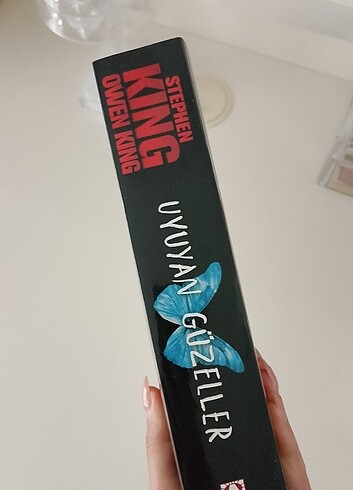 STEPHEN
KING
OWEN KING
UYUYAN GÜZELLER